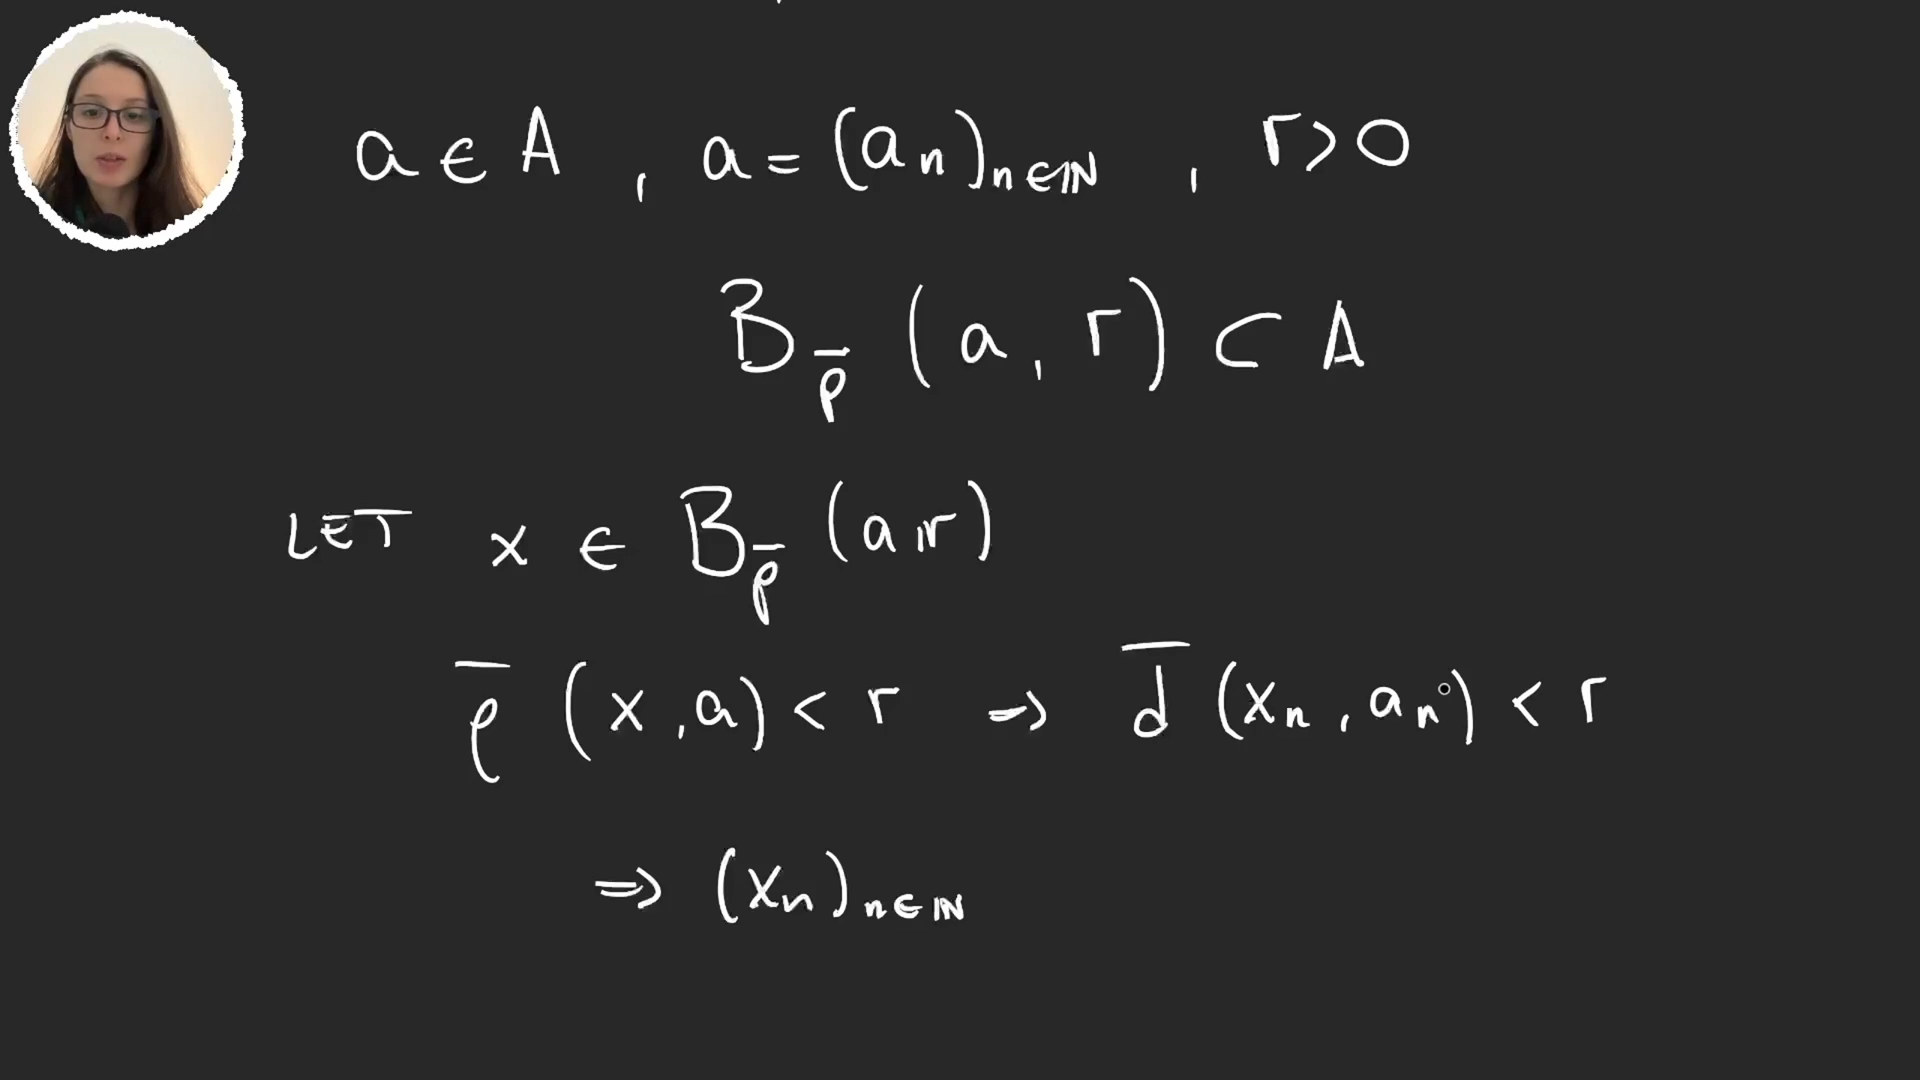 a ∈ A , a = (aₙ)ₙ∈ℕ , r > 0
B_ρ̅ (a, r) ⊂ A
LET x ∈ B_ρ̅ (a, r)
ρ̅ (x, a) < r ⇒ d̅ (xₙ, aₙ) < r
⇒ (xₙ)ₙ∈ℕ